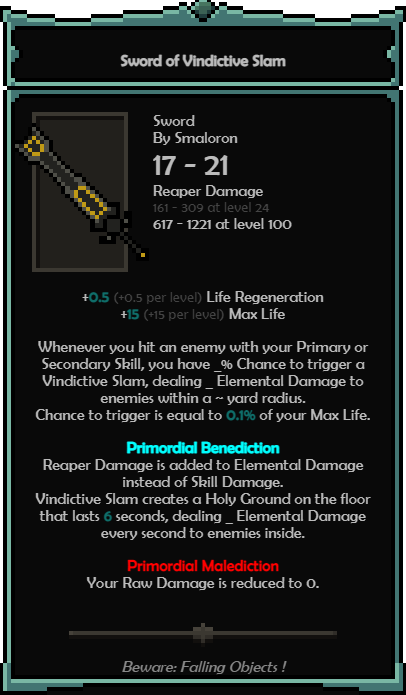 Sword of Vindictive Slam
Sword
By Smaloron
17 - 21
Reaper Damage
161 - 309 at level 24
617 - 1221 at level 100
+0.5 (+0.5 per level) Life Regeneration
+15 (+15 per level) Max Life
Whenever you hit an enemy with your Primary or
Secondary Skill, you have _% Chance to trigger a
Vindictive Slam, dealing _ Elemental Damage to
enemies within a ~ yard radius.
Chance to trigger is equal to 0.1% of your Max Life.
Primordial Benediction
Reaper Damage is added to Elemental Damage
instead of Skill Damage.
Vindictive Slam creates a Holy Ground on the floor
that lasts 6 seconds, dealing _ Elemental Damage
every second to enemies inside.
Primordial Malediction
Your Raw Damage is reduced to 0.
Beware: Falling Objects !